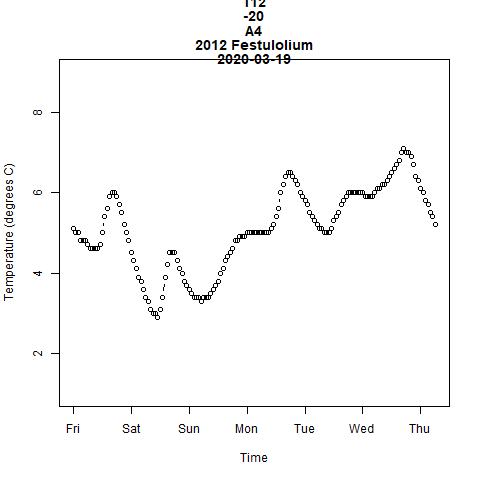 T12
-20
A4
2012 Festulolium
2020-03-19
Temperature (degrees C)
8
6
4
2
Fri Sat Sun Mon Tue Wed Thu
Time